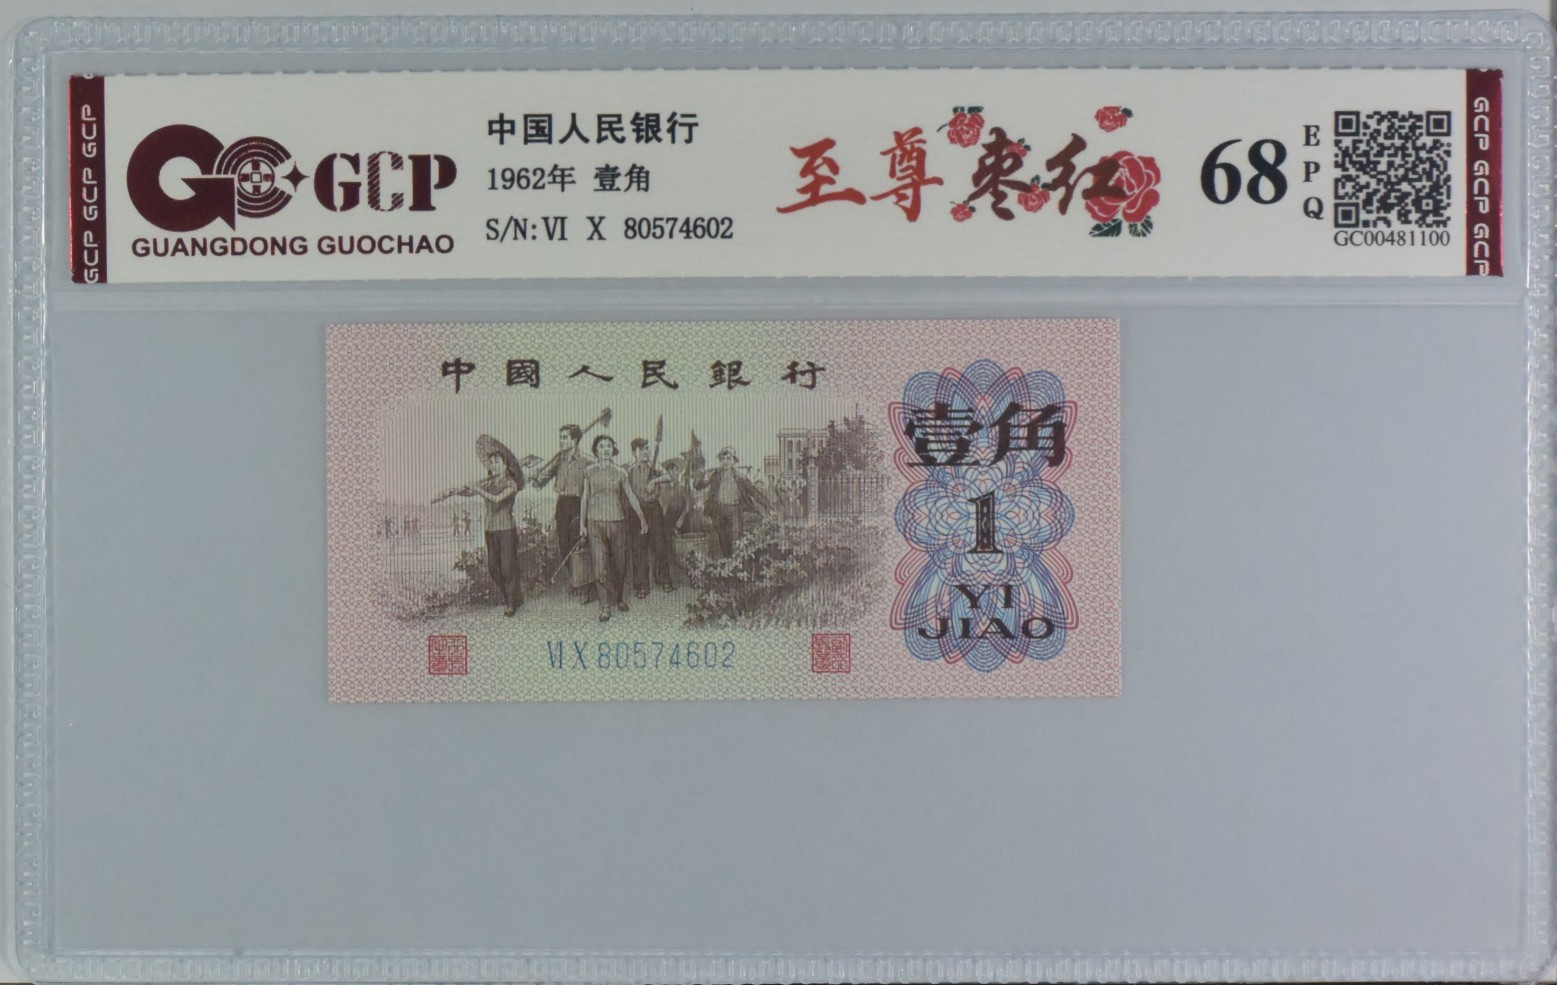 GCP GCP GCP
GCP
GUANGDONG GUOCHAO
中国人民银行
1962年 壹角
S/N: VI X 80574602
至尊枣红
68
EPQ
GC00481100
GCP GCP GCP
中國人民銀行
壹角
1
YI
JIAO
VI X 80574602